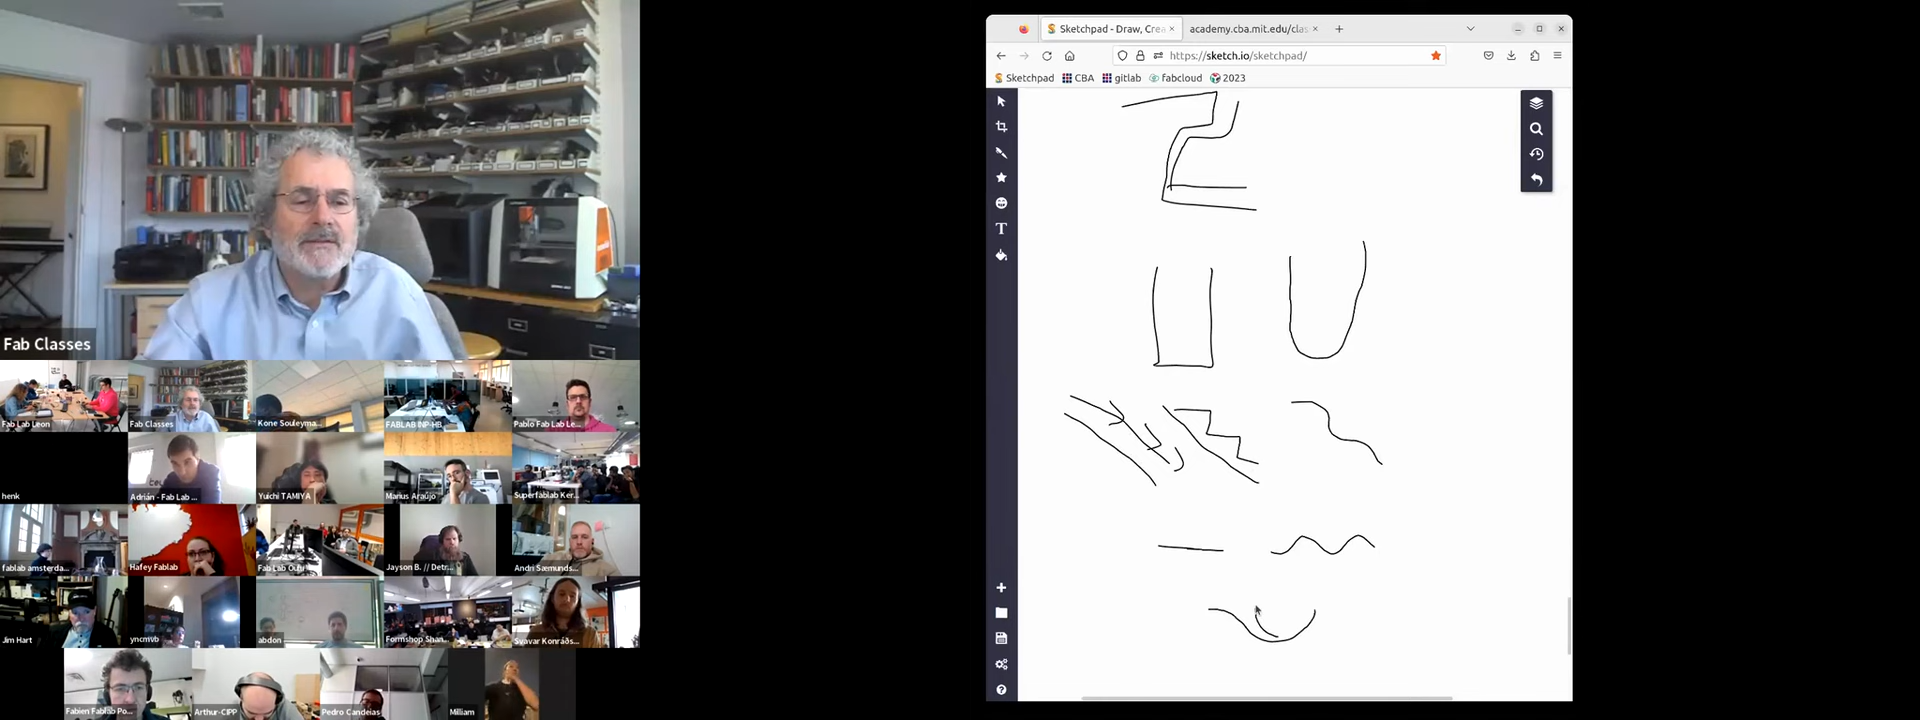 Sketchpad - Draw, Crea
academy.cba.mit.edu/clas
https://sketch.io/sketchpad/
Sketchpad CBA gitlab fabcloud 2023
T
Fab Classes
Fab Lab Leon
Fab Classes
Kone Souleyma...
FABLAB INP-HB
Pablo Fab Lab Le...
henk
Adrián - Fab Lab ...
Yuichi TAMIYA
Marius Araújo
Superfablab Ker...
fablab amsterda...
Hafey Fablab
Fab Lab Oulu
Jayson B. // Detr...
Andri Sæmunds...
Jim Hart
yncmvb
abdon
Formshop Shan...
Svavar Konráðs...
Fabien Fablab Po...
Arthur-CIPP
Pedro Candeias
Milliam